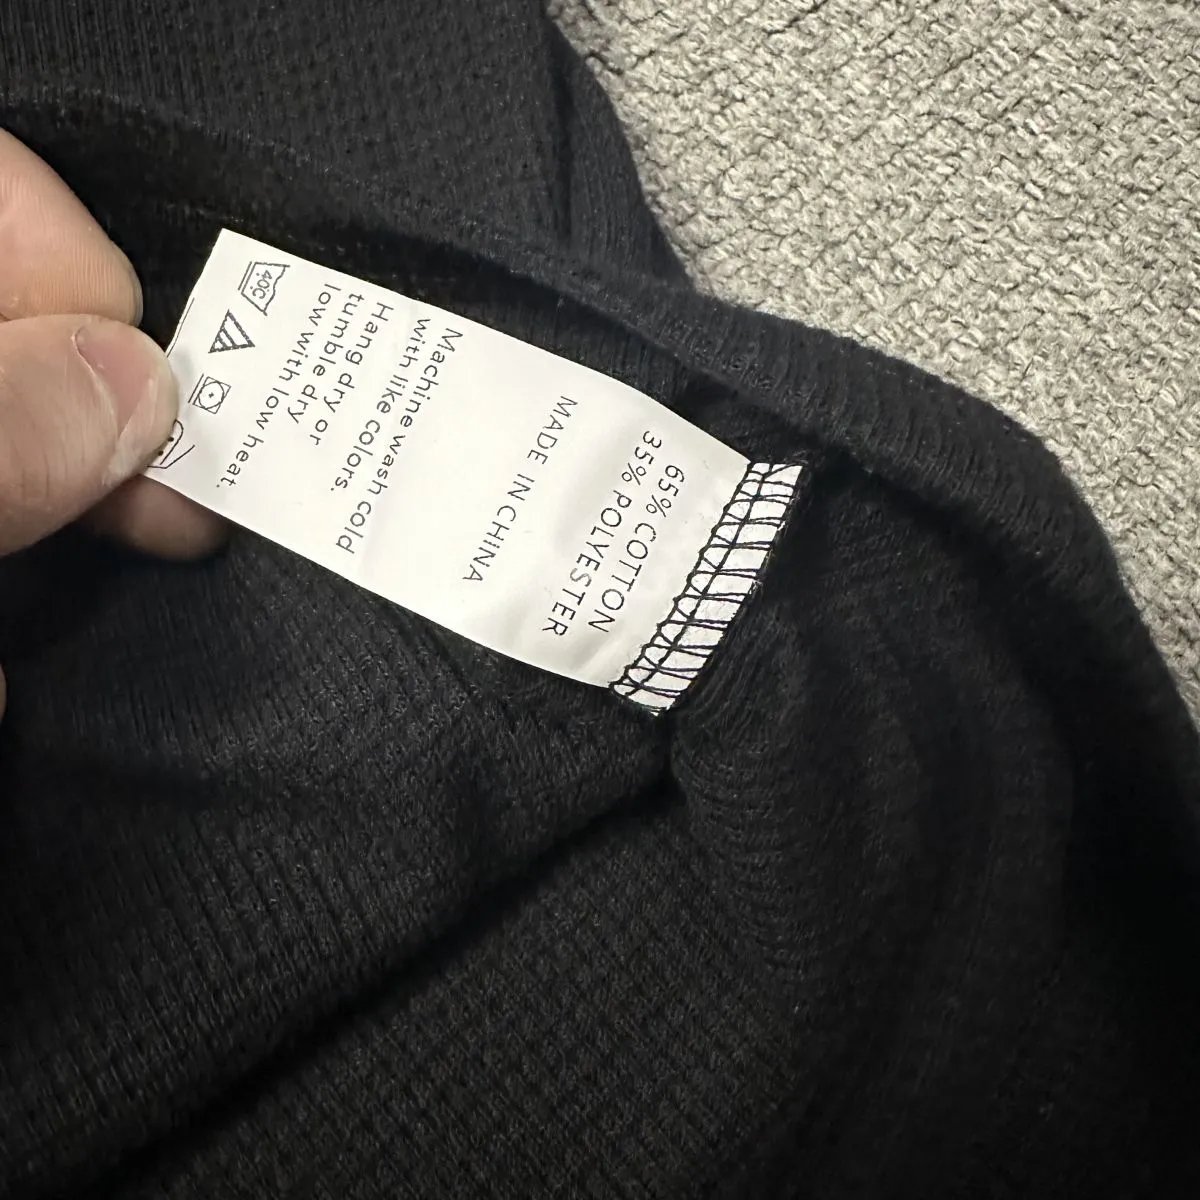 65% COTTON
35% POLYESTER
MADE IN CHINA
Machine wash cold
with like colors.
Hang dry or
tumble dry
low with low heat.
40C